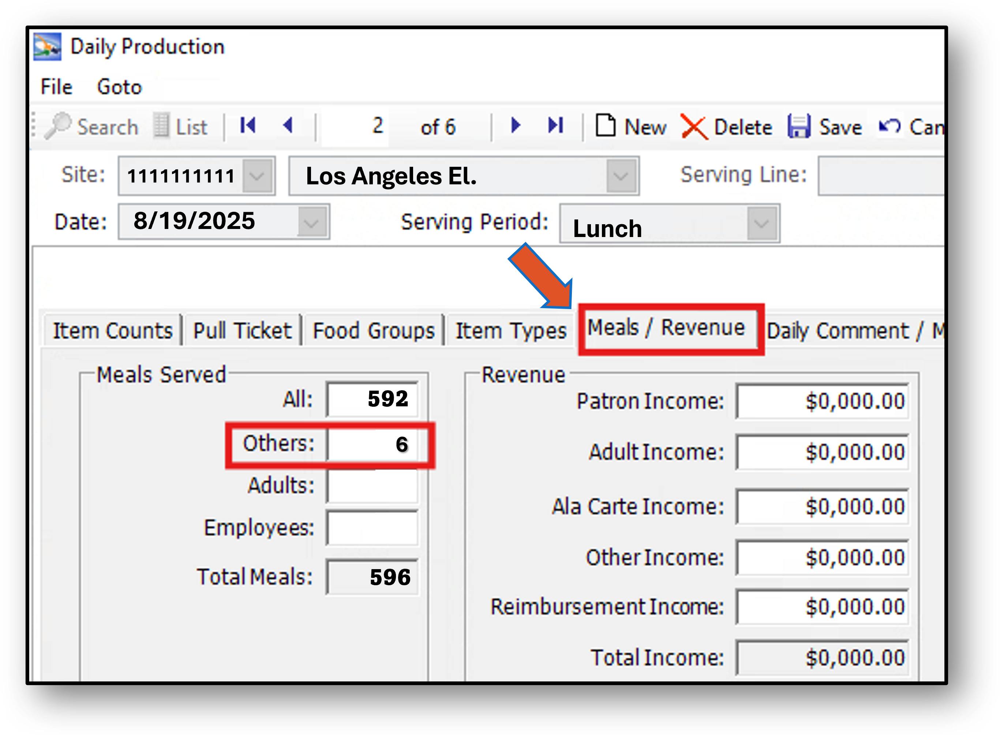 Daily Production
File Goto
Search List 2 of 6 New Delete Save Can
Site: 1111111111 Los Angeles El. Serving Line:
Date: 8/19/2025 Serving Period: Lunch
Item Counts Pull Ticket Food Groups Item Types Meals / Revenue Daily Comment / M
Meals Served Revenue
All: 592 Patron Income: $0,000.00
Others: 6 Adult Income: $0,000.00
Adults: Ala Carte Income: $0,000.00
Employees: Other Income: $0,000.00
Total Meals: 596 Reimbursement Income: $0,000.00
Total Income: $0,000.00